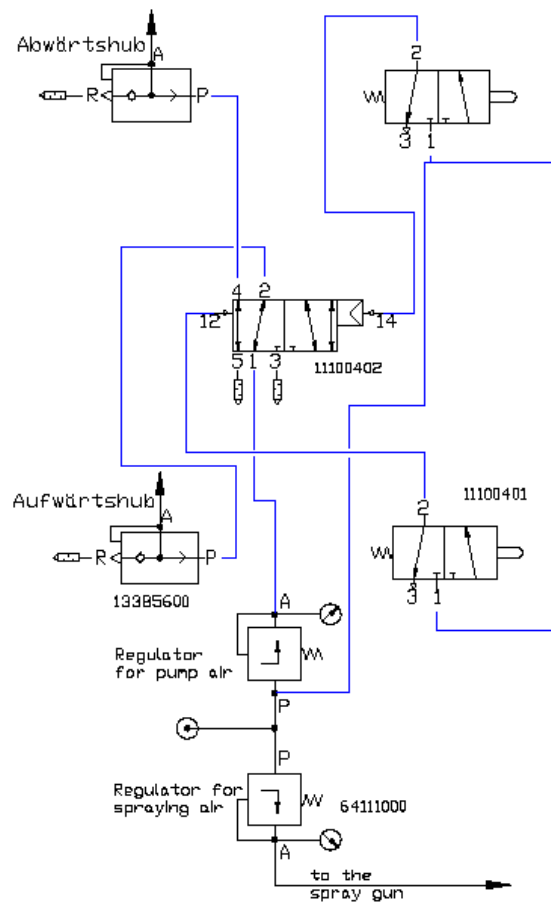 Abwärtshub
A
R
P
2
3 1
4 2
12
14
5 1 3
11100402
Aufwärtshub
A
R
P
13385600
11100401
2
3 1
A
Regulator
for pump air
P
P
Regulator for
spraying air
64111000
A
to the
spray gun